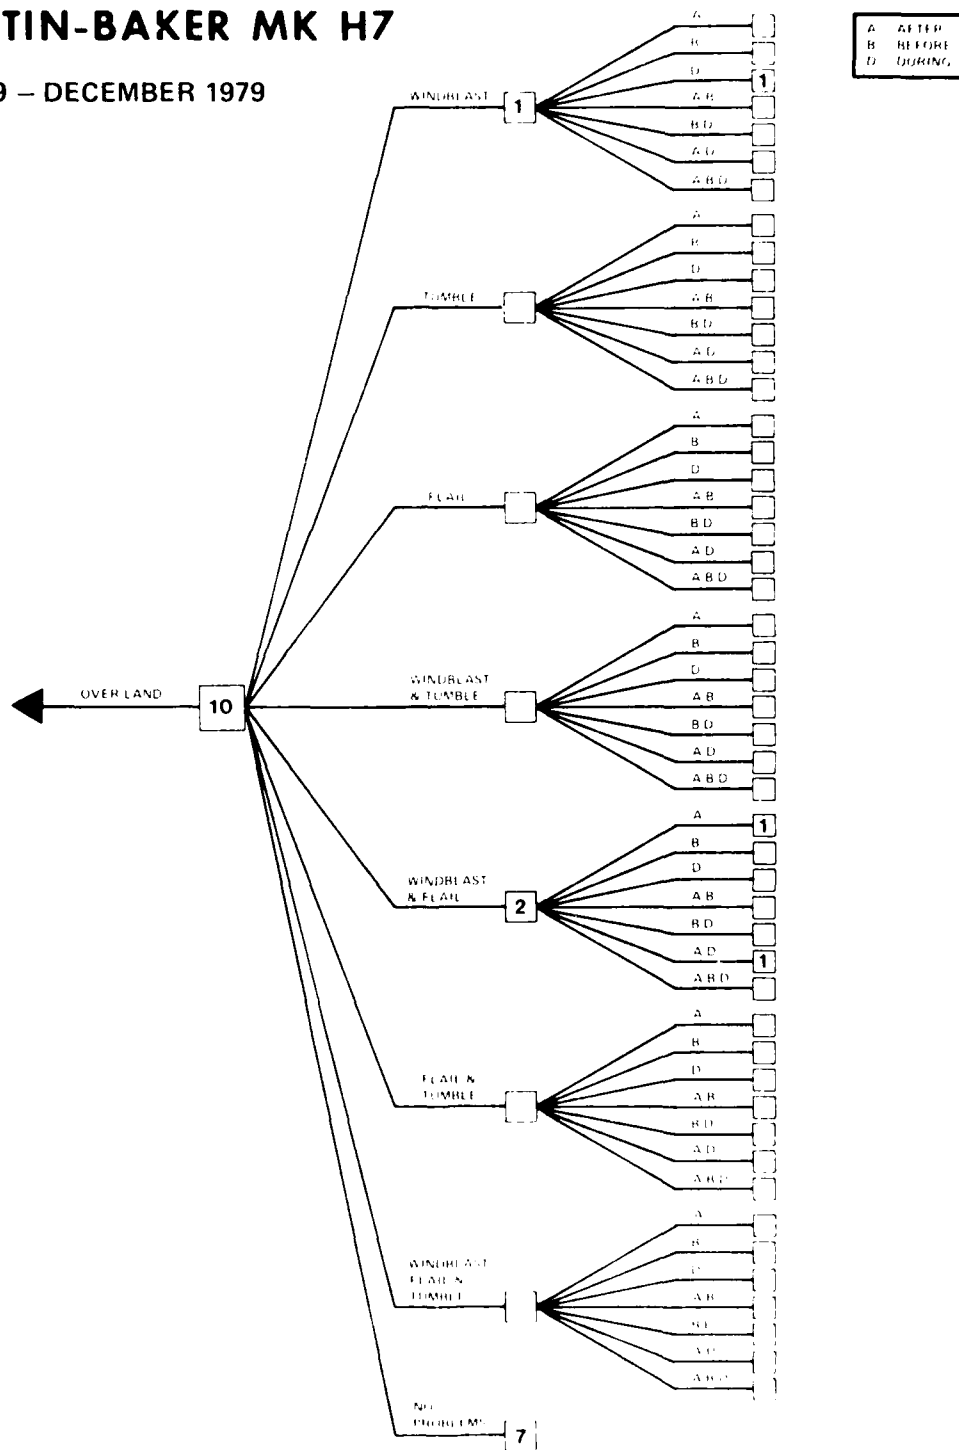 TIN-BAKER MK H7
9 – DECEMBER 1979
A AFTER
B BEFORE
D DURING
WINDBLAST
1
A
B
D
1
A B
B D
A D
A B D
TUMBLE
A
B
D
A B
B D
A D
A B D
FLAIL
A
B
D
A B
B D
A D
A B D
OVER LAND
10
WINDBLAST
& TUMBLE
A
B
D
A B
B D
A D
A B D
WINDBLAST
& FLAIL
2
A
1
B
D
A B
B D
A D
1
A B D
FLAIL &
TUMBLE
A
B
D
A B
B D
A D
A B D
WINDBLAST
FLAIL &
TUMBLE
A
B
D
A B
B D
A D
A B D
NO
PROBLEMS
7